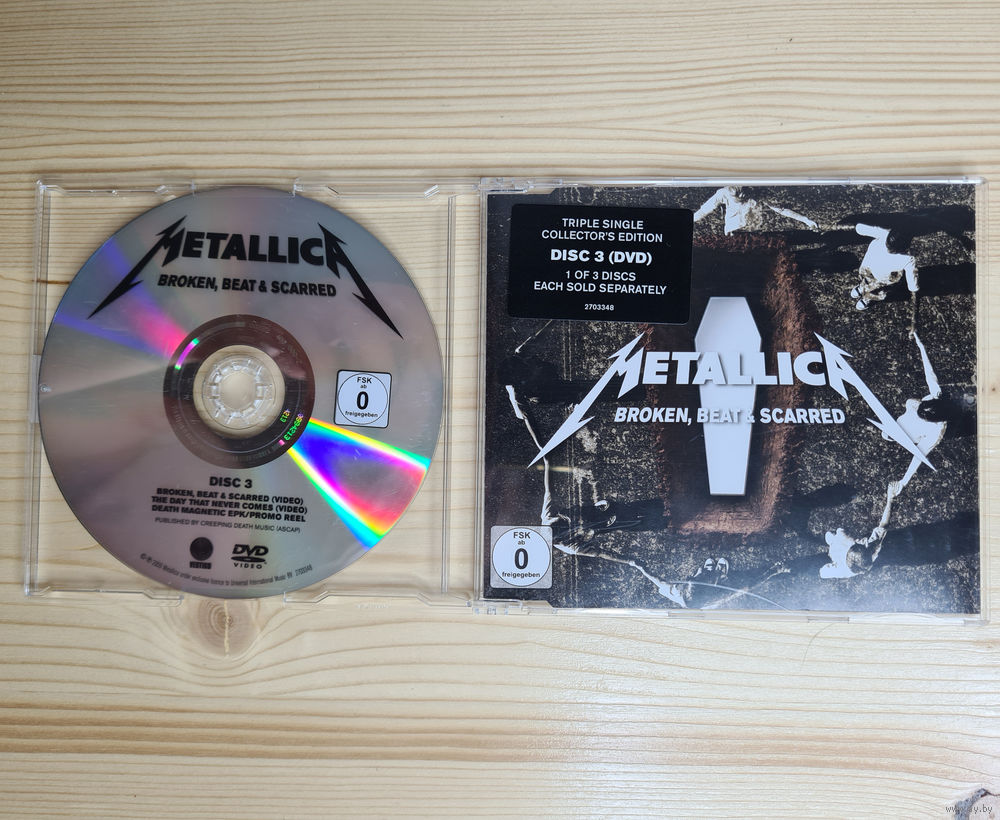 METALLICA
BROKEN, BEAT & SCARRED
FSK
ab
0
freigegeben
DISC 3
BROKEN, BEAT & SCARRED (VIDEO)
THE DAY THAT NEVER COMES (VIDEO)
DEATH MAGNETIC EPK/PROMO REEL
PUBLISHED BY CREEPING DEATH MUSIC (ASCAP)
VERTIGO
DVD
VIDEO
TRIPLE SINGLE
COLLECTOR'S EDITION
DISC 3 (DVD)
1 OF 3 DISCS
EACH SOLD SEPARATELY
2703348
METALLICA
BROKEN, BEAT & SCARRED
FSK
ab
0
freigegeben